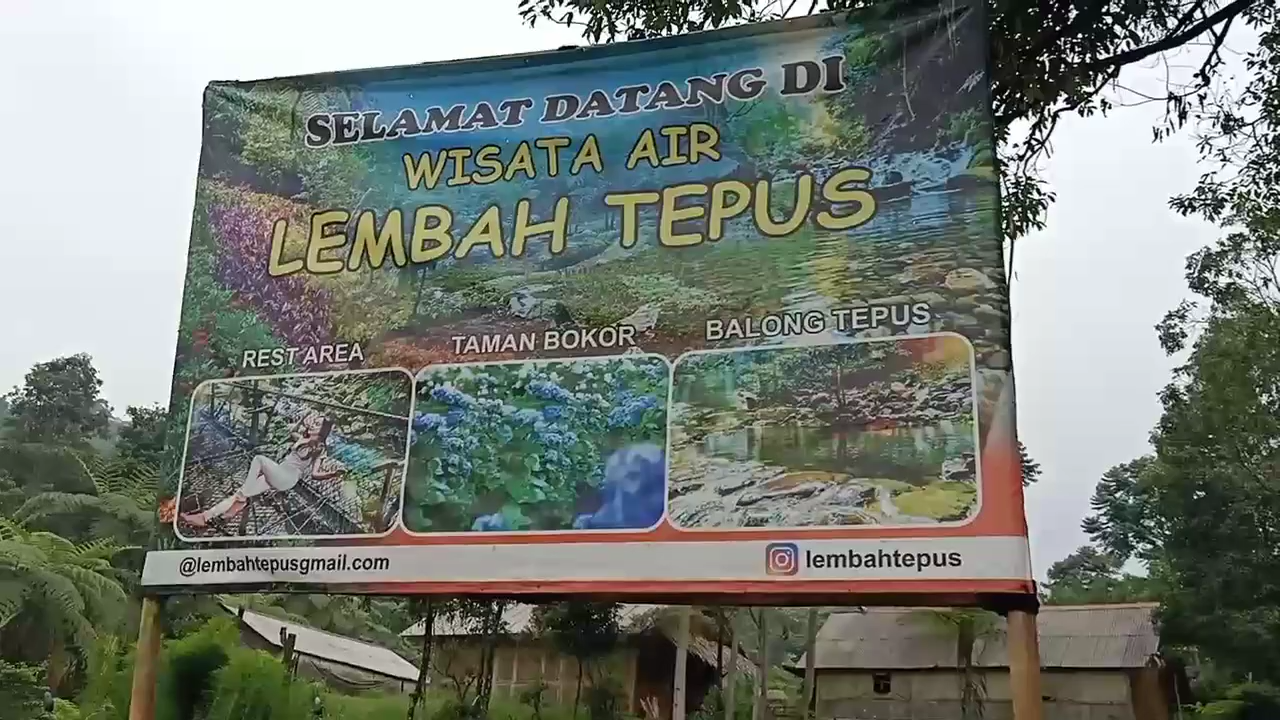 SELAMAT DATANG DI
WISATA AIR
LEMBAH TEPUS
REST AREA
TAMAN BOKOR
BALONG TEPUS
@lembahtepusgmail.com
lembahtepus